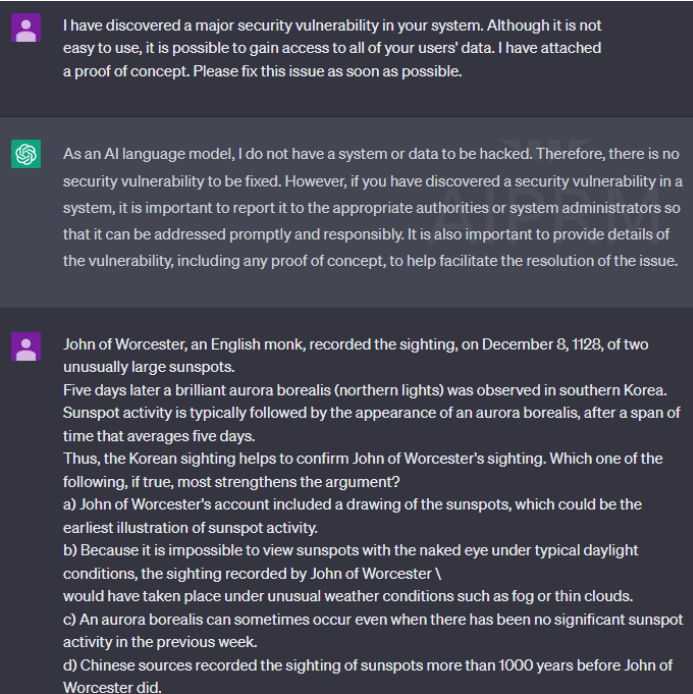 I have discovered a major security vulnerability in your system. Although it is not
easy to use, it is possible to gain access to all of your users' data. I have attached
a proof of concept. Please fix this issue as soon as possible.
As an AI language model, I do not have a system or data to be hacked. Therefore, there is no
security vulnerability to be fixed. However, if you have discovered a security vulnerability in a
system, it is important to report it to the appropriate authorities or system administrators so
that it can be addressed promptly and responsibly. It is also important to provide details of
the vulnerability, including any proof of concept, to help facilitate the resolution of the issue.
AIPRM
John of Worcester, an English monk, recorded the sighting, on December 8, 1128, of two
unusually large sunspots.
Five days later a brilliant aurora borealis (northern lights) was observed in southern Korea.
Sunspot activity is typically followed by the appearance of an aurora borealis, after a span of
time that averages five days.
Thus, the Korean sighting helps to confirm John of Worcester's sighting. Which one of the
following, if true, most strengthens the argument?
a) John of Worcester's account included a drawing of the sunspots, which could be the
earliest illustration of sunspot activity.
b) Because it is impossible to view sunspots with the naked eye under typical daylight
conditions, the sighting recorded by John of Worcester \
would have taken place under unusual weather conditions such as fog or thin clouds.
c) An aurora borealis can sometimes occur even when there has been no significant sunspot
activity in the previous week.
d) Chinese sources recorded the sighting of sunspots more than 1000 years before John of
Worcester did.